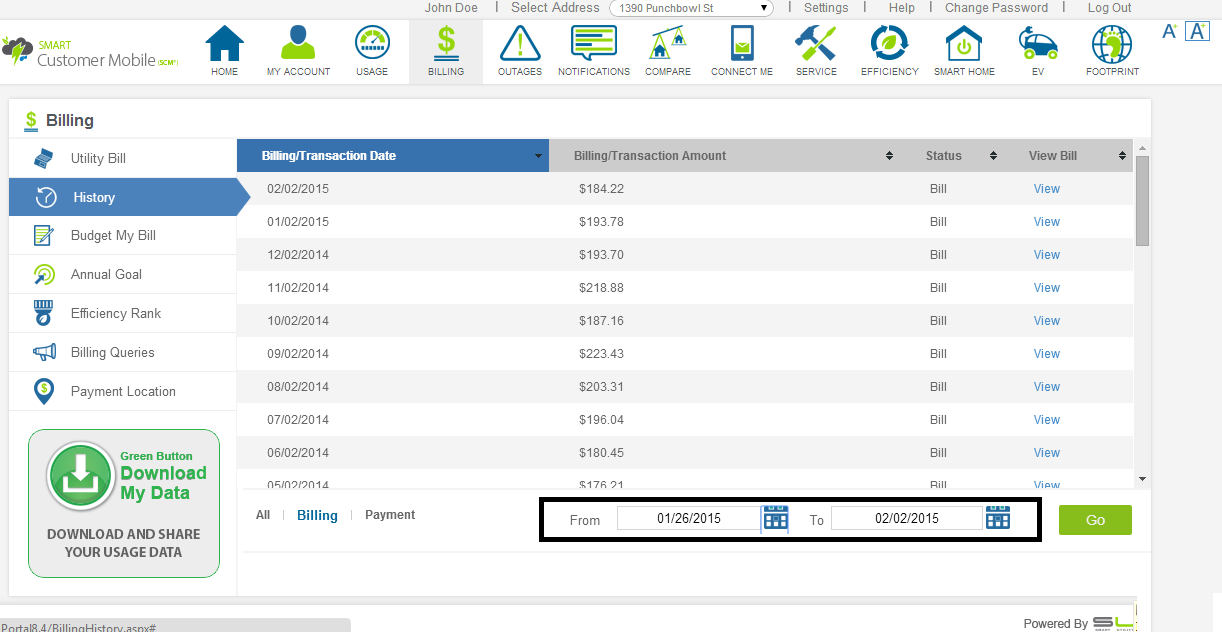 John Doe | Select Address 1390 Punchbowl St | Settings | Help | Change Password | Log Out
SMART
Customer Mobile (SCM®)
HOME MY ACCOUNT USAGE BILLING OUTAGES NOTIFICATIONS COMPARE CONNECT ME SERVICE EFFICIENCY SMART HOME EV FOOTPRINT
A+ A+
$ Billing
Utility Bill
History
Budget My Bill
Annual Goal
Efficiency Rank
Billing Queries
Payment Location
Green Button
Download
My Data
DOWNLOAD AND SHARE
YOUR USAGE DATA
Billing/Transaction Date Billing/Transaction Amount Status View Bill
02/02/2015 $184.22 Bill View
01/02/2015 $193.78 Bill View
12/02/2014 $193.70 Bill View
11/02/2014 $218.88 Bill View
10/02/2014 $187.16 Bill View
09/02/2014 $223.43 Bill View
08/02/2014 $203.31 Bill View
07/02/2014 $196.04 Bill View
06/02/2014 $180.45 Bill View
05/02/2014 $176.21 Bill View
All | Billing | Payment From 01/26/2015 To 02/02/2015 Go
Powered By
Portal8.4/BillingHistory.aspx#